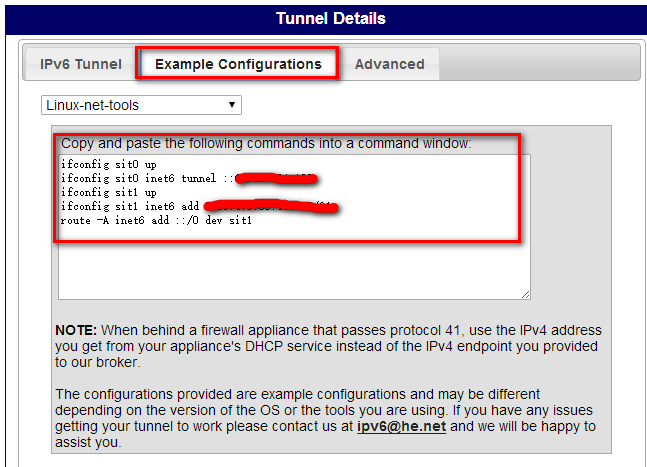 Tunnel Details
IPv6 Tunnel
Example Configurations
Advanced
Linux-net-tools
Copy and paste the following commands into a command window:
ifconfig sit0 up
ifconfig sit0 inet6 tunnel ::
ifconfig sit1 up
ifconfig sit1 inet6 add
route -A inet6 add ::/0 dev sit1
NOTE: When behind a firewall appliance that passes protocol 41, use the IPv4 address
you get from your appliance's DHCP service instead of the IPv4 endpoint you provided
to our broker.
The configurations provided are example configurations and may be different
depending on the version of the OS or the tools you are using. If you have any issues
getting your tunnel to work please contact us at ipv6@he.net and we will be happy to
assist you.